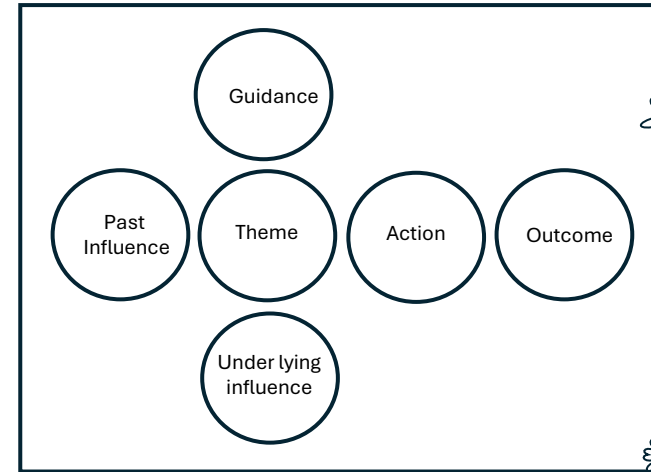 Guidance
Past
Influence
Theme
Action
Outcome
Under lying
influence